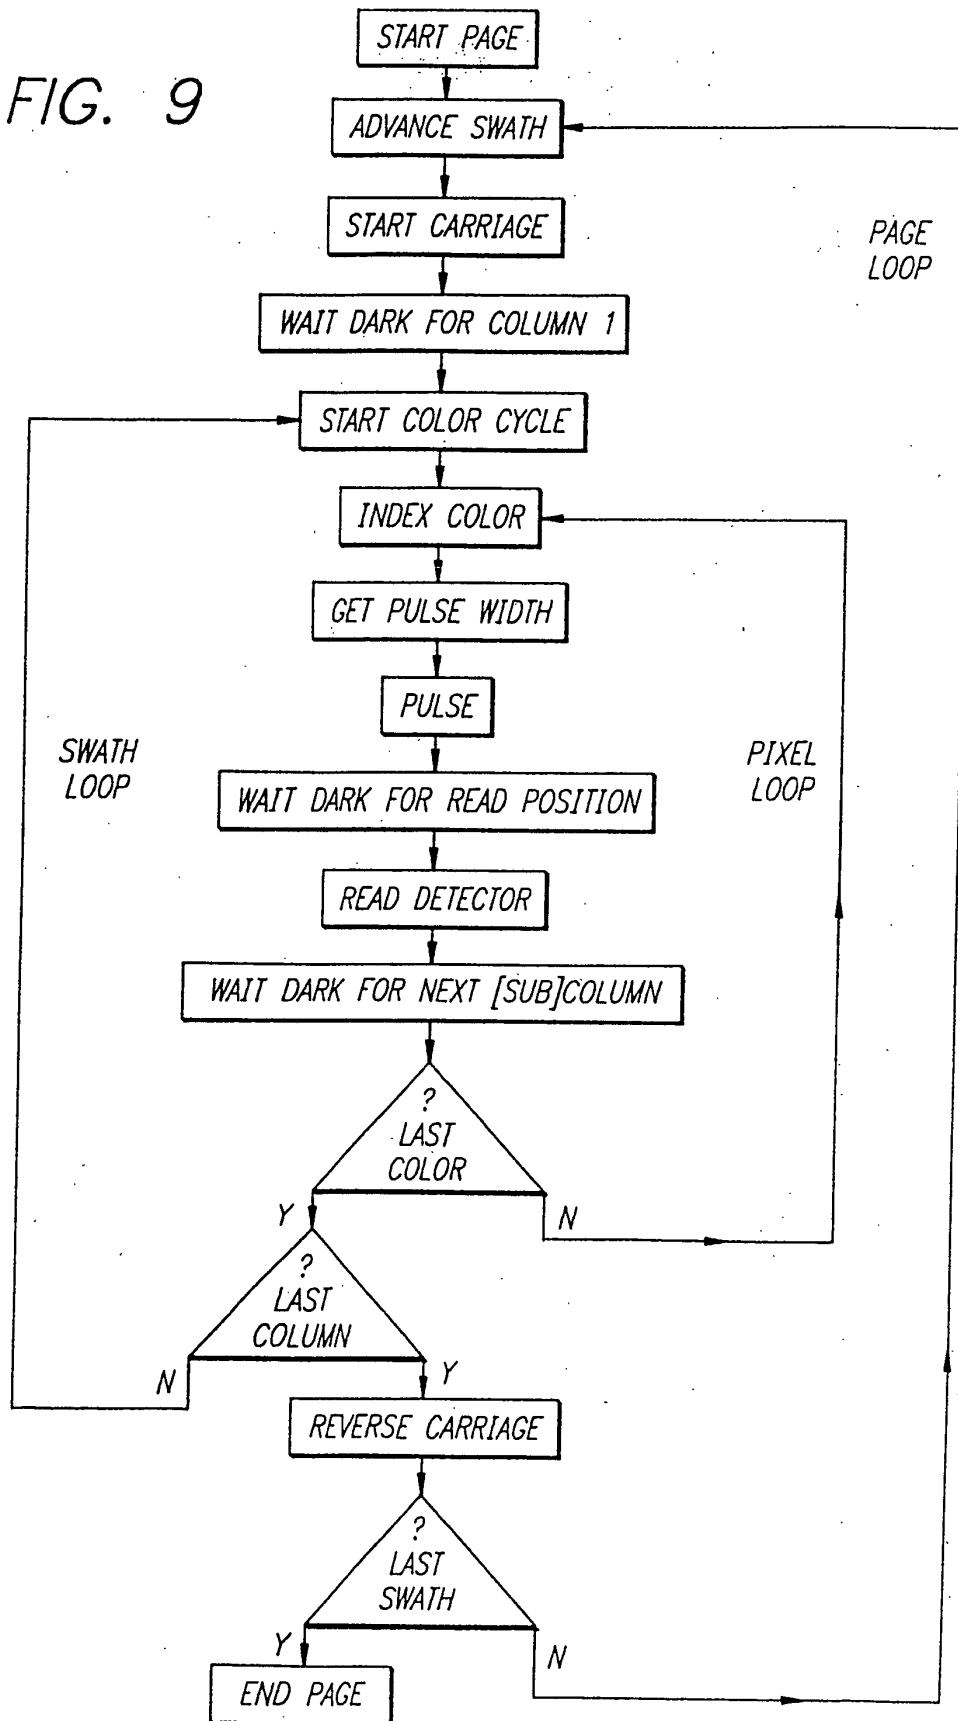 START PAGE
FIG. 9
ADVANCE SWATH
START CARRIAGE
PAGE
LOOP
WAIT DARK FOR COLUMN 1
START COLOR CYCLE
INDEX COLOR
GET PULSE WIDTH
PULSE
SWATH
LOOP
PIXEL
LOOP
WAIT DARK FOR READ POSITION
READ DETECTOR
WAIT DARK FOR NEXT [SUB]COLUMN
?
LAST
COLOR
Y
N
?
LAST
COLUMN
N
Y
REVERSE CARRIAGE
?
LAST
SWATH
Y
N
END PAGE